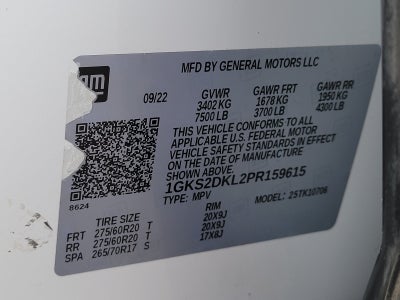 gm
MFD BY GENERAL MOTORS LLC
09/22
GVWR GAWR FRT GAWR RR
3402 KG 1678 KG 1950 KG
7500 LB 3700 LB 4300 LB
THIS VEHICLE CONFORMS TO ALL
APPLICABLE U.S. FEDERAL MOTOR
VEHICLE SAFETY STANDARDS IN EFFECT
ON THE DATE OF MANUFACTURE SHOWN ABOVE.
1GKS2DKL2PR159615
TYPE: MPV MODEL: 25TK10706
8624
TIRE SIZE RIM
FRT 275/60R20 T 20X9J
RR 275/60R20 T 20X9J
SPA 265/70R17 S 17X8J